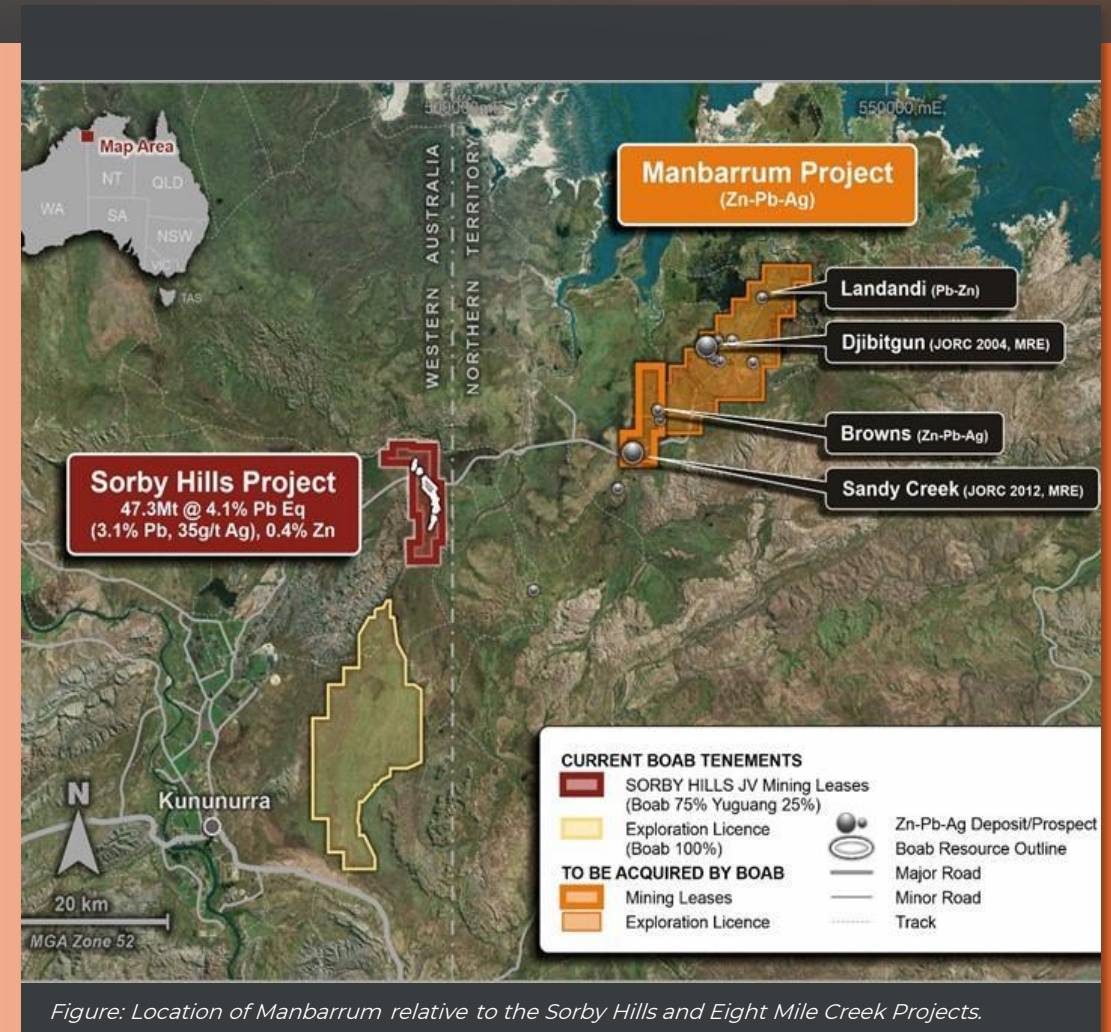 500000mE
550000,mE
Map Area
NT
QLD
WA
SA
NSW
VIC
TAS
WESTERN AUSTRALIA
NORTHERN TERRITORY
Manbarrum Project
(Zn-Pb-Ag)
Landandi (Pb-Zn)
Djibitgun (JORC 2004, MRE)
Browns (Zn-Pb-Ag)
Sandy Creek (JORC 2012, MRE)
Sorby Hills Project
47.3Mt @ 4.1% Pb Eq
(3.1% Pb, 35g/t Ag), 0.4% Zn
Kununurra
N
20 km
MGA Zone 52
CURRENT BOAB TENEMENTS
SORBY HILLS JV Mining Leases
(Boab 75% Yuguang 25%)
Exploration Licence
(Boab 100%)
TO BE ACQUIRED BY BOAB
Mining Leases
Exploration Licence
Zn-Pb-Ag Deposit/Prospect
Boab Resource Outline
Major Road
Minor Road
Track
Figure: Location of Manbarrum relative to the Sorby Hills and Eight Mile Creek Projects.